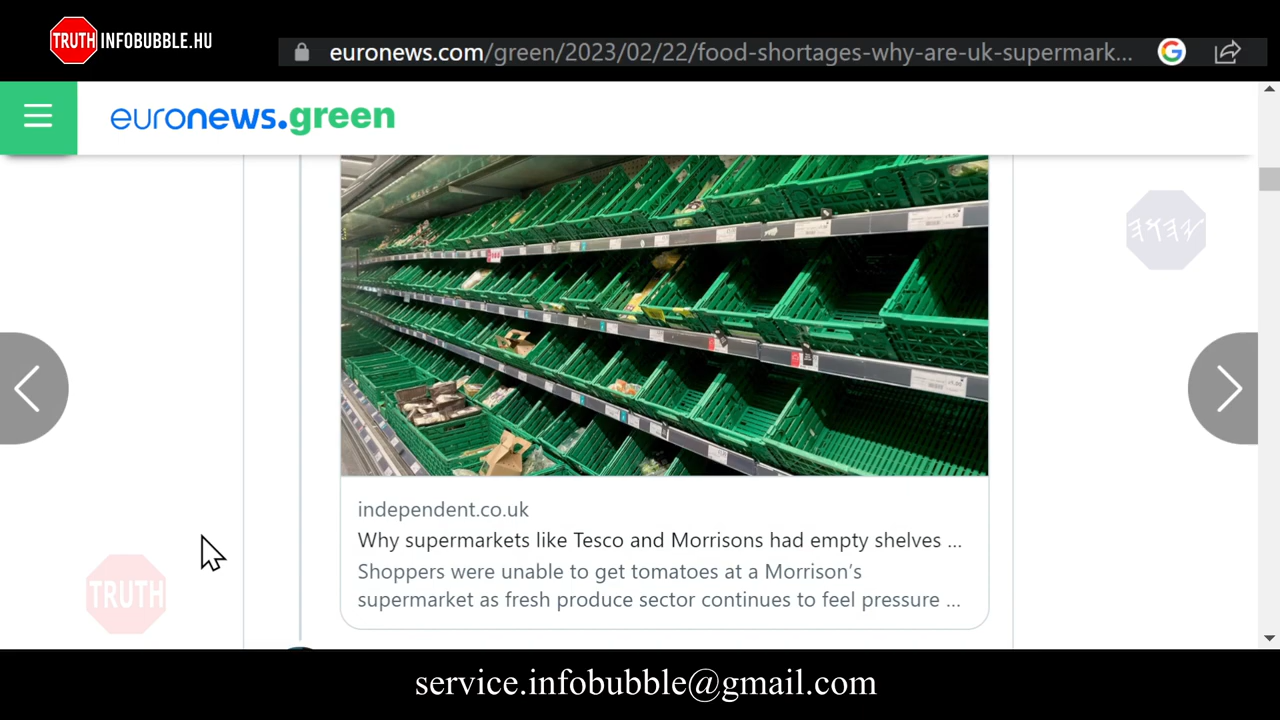 TRUTH INFOBUBBLE.HU
euronews.com/green/2023/02/22/food-shortages-why-are-uk-supermark...
euronews.green
independent.co.uk
Why supermarkets like Tesco and Morrisons had empty shelves ...
Shoppers were unable to get tomatoes at a Morrison's
supermarket as fresh produce sector continues to feel pressure ...
TRUTH
service.infobubble@gmail.com